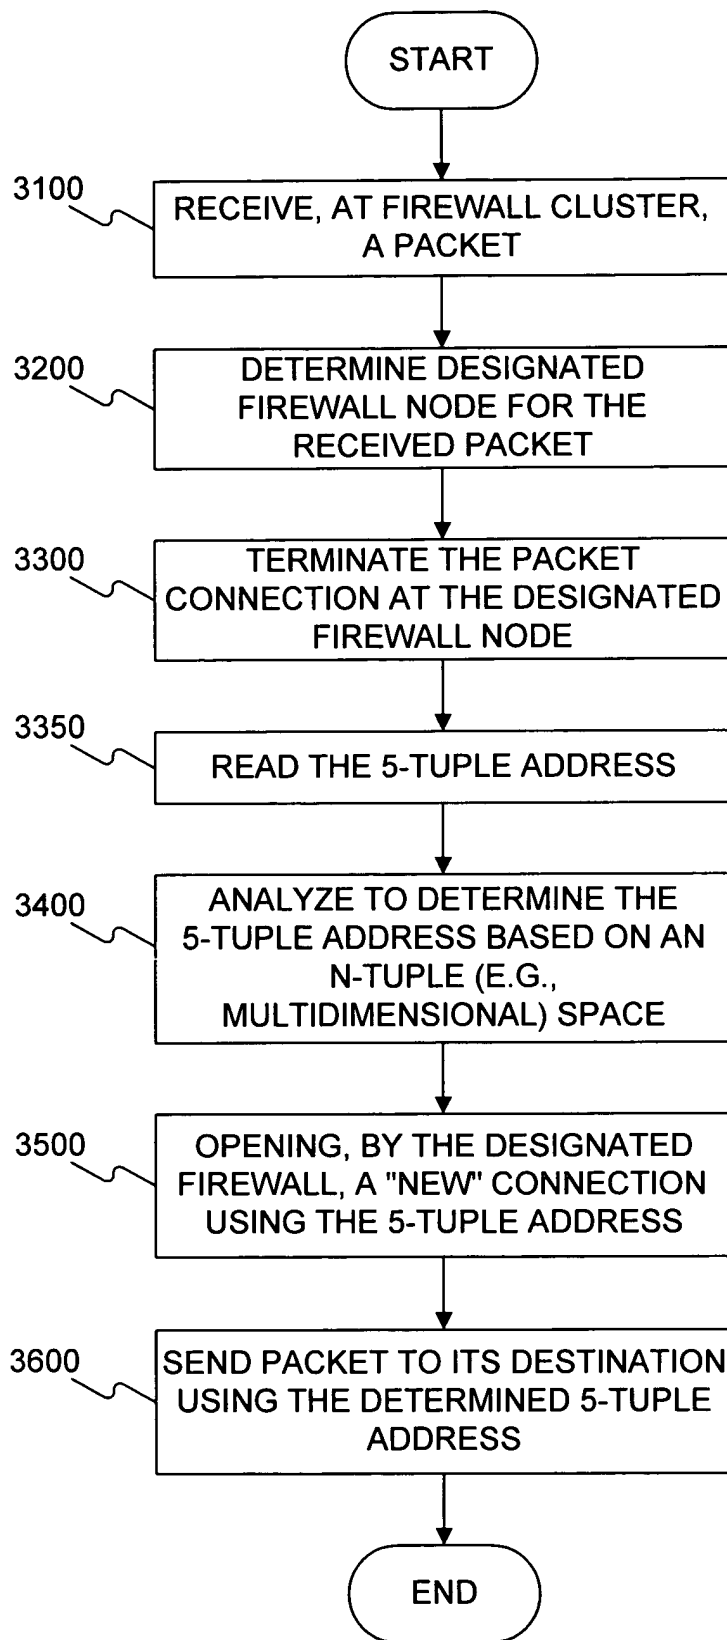 START
3100
RECEIVE, AT FIREWALL CLUSTER,
A PACKET
3200
DETERMINE DESIGNATED
FIREWALL NODE FOR THE
RECEIVED PACKET
3300
TERMINATE THE PACKET
CONNECTION AT THE DESIGNATED
FIREWALL NODE
3350
READ THE 5-TUPLE ADDRESS
3400
ANALYZE TO DETERMINE THE
5-TUPLE ADDRESS BASED ON AN
N-TUPLE (E.G.,
MULTIDIMENSIONAL) SPACE
3500
OPENING, BY THE DESIGNATED
FIREWALL, A "NEW" CONNECTION
USING THE 5-TUPLE ADDRESS
3600
SEND PACKET TO ITS DESTINATION
USING THE DETERMINED 5-TUPLE
ADDRESS
END